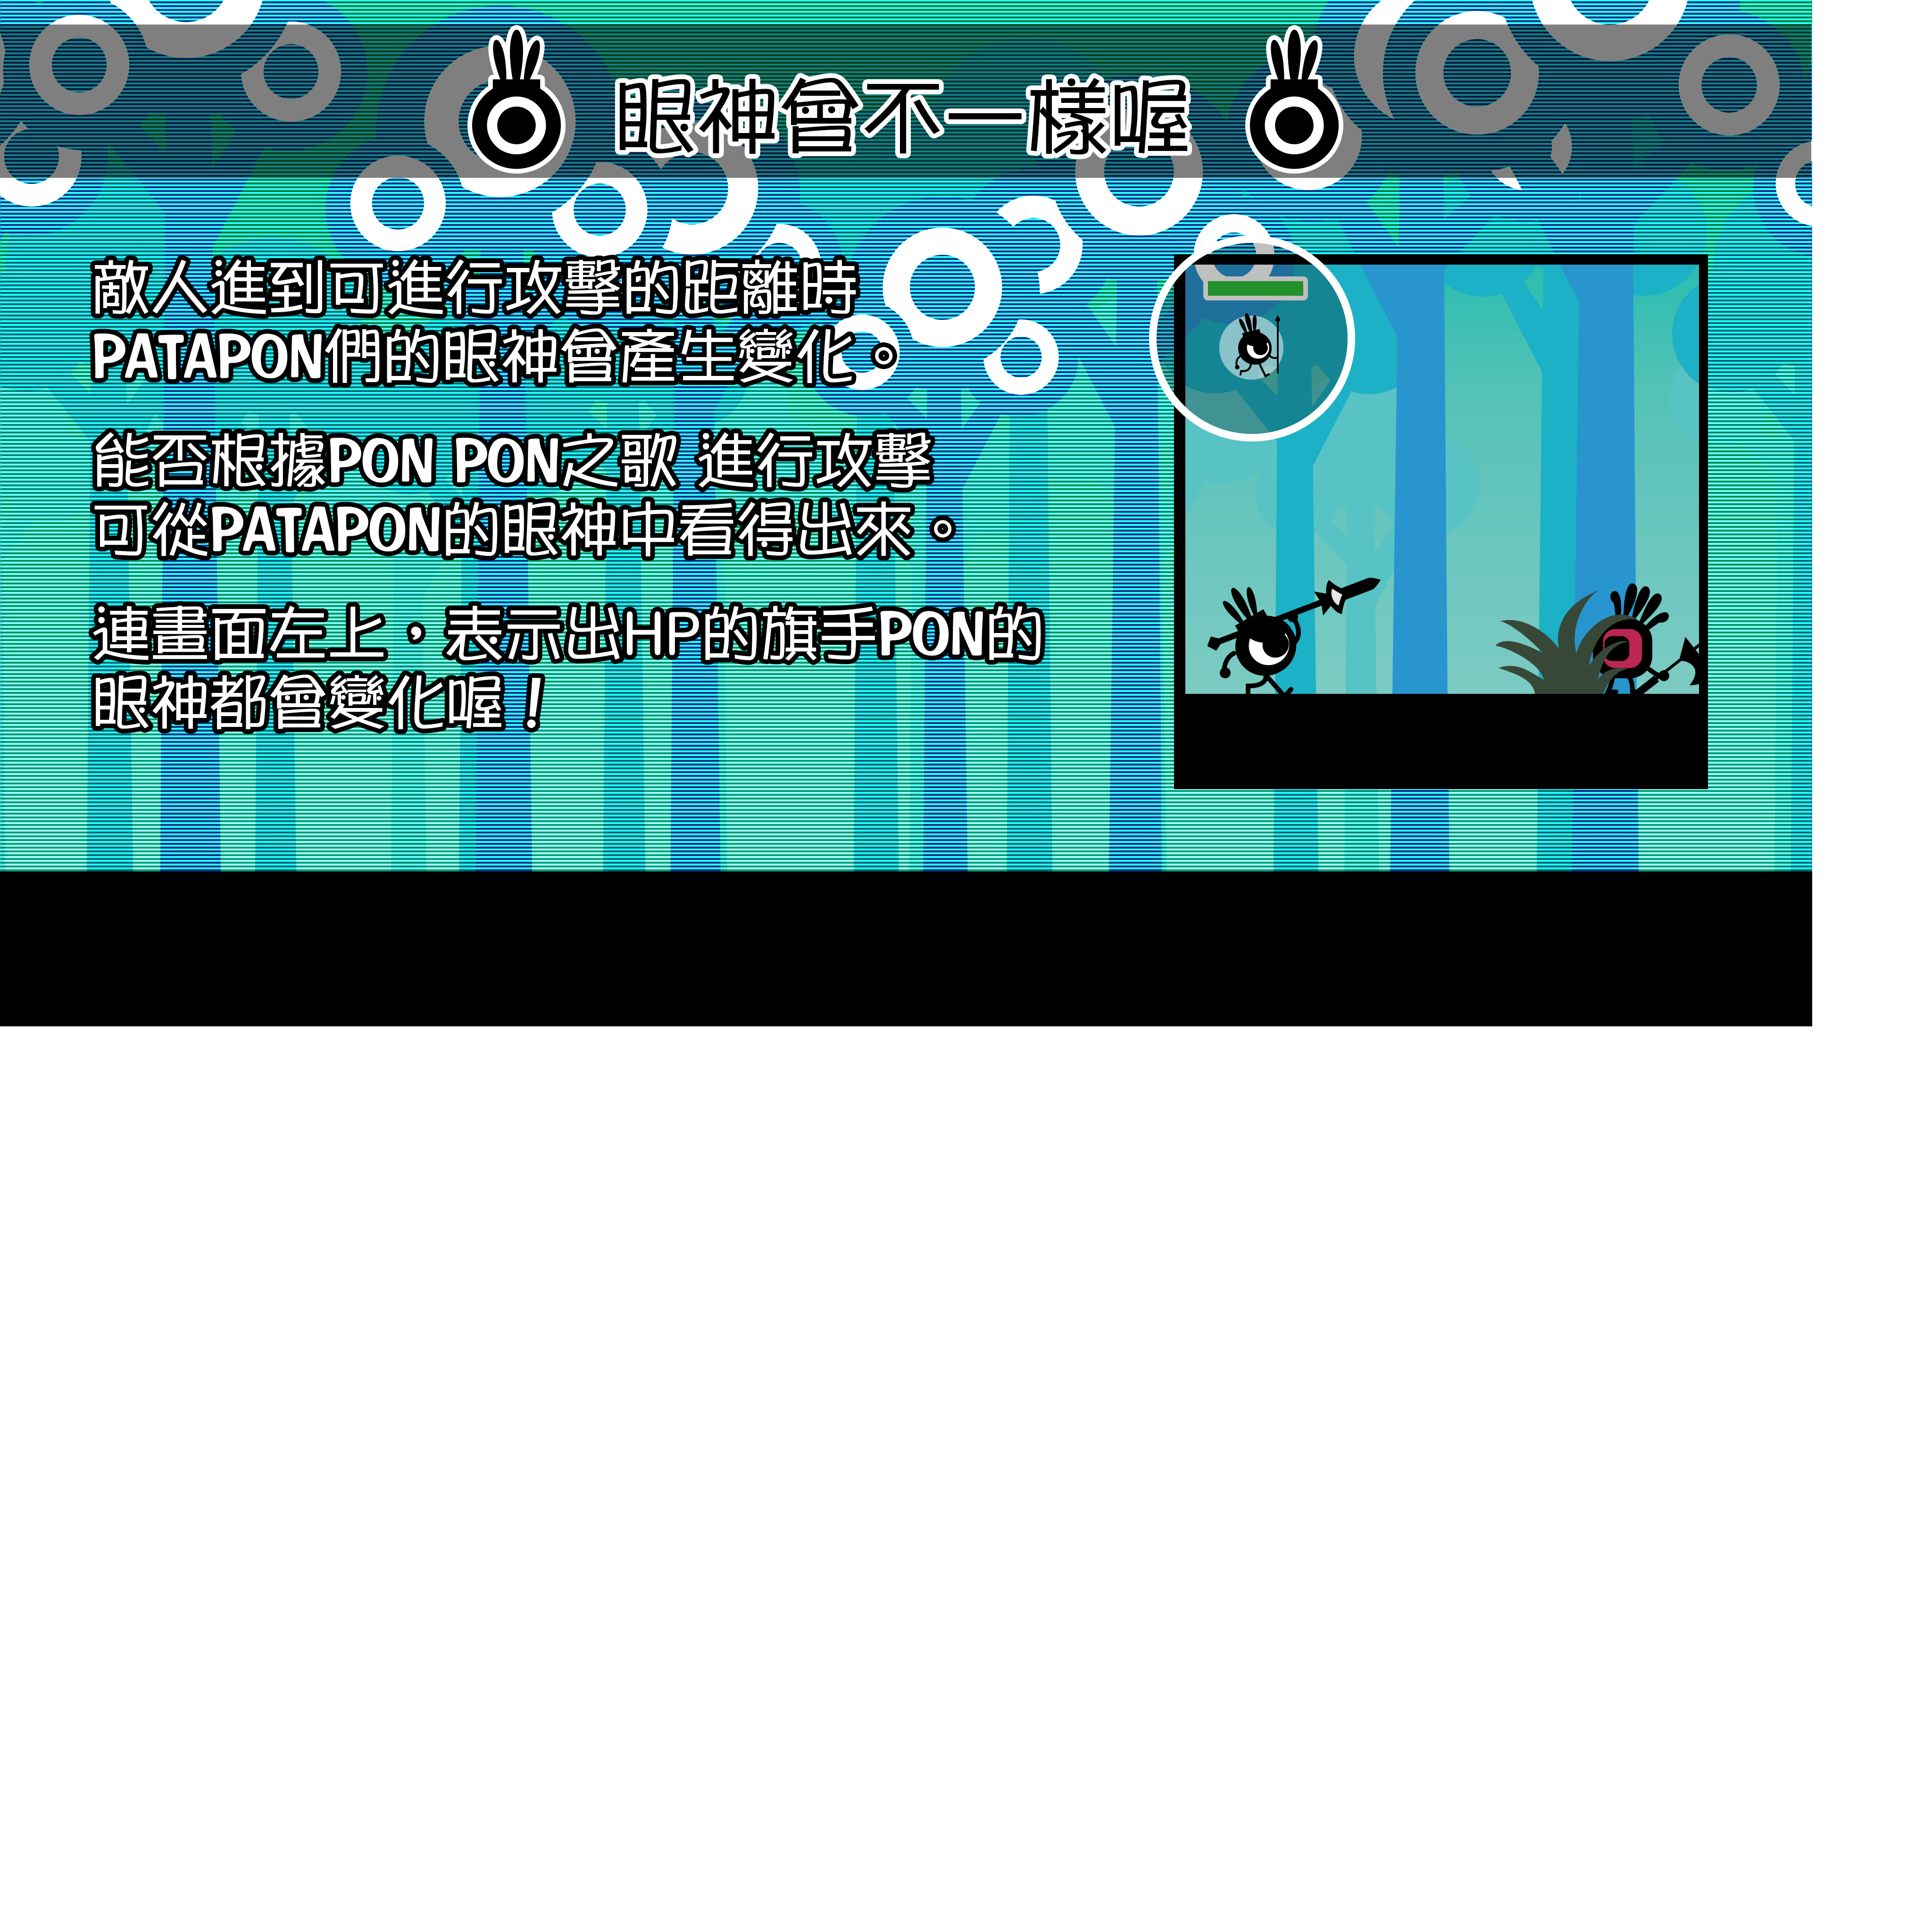 眼神會不一樣喔
敵人進到可進行攻擊的距離時
PATAPON們的眼神會產生變化。
能否根據PON PON之歌 進行攻擊
可從PATAPON的眼神中看得出來。
連畫面左上，表示出HP的旗手PON的
眼神都會變化喔！